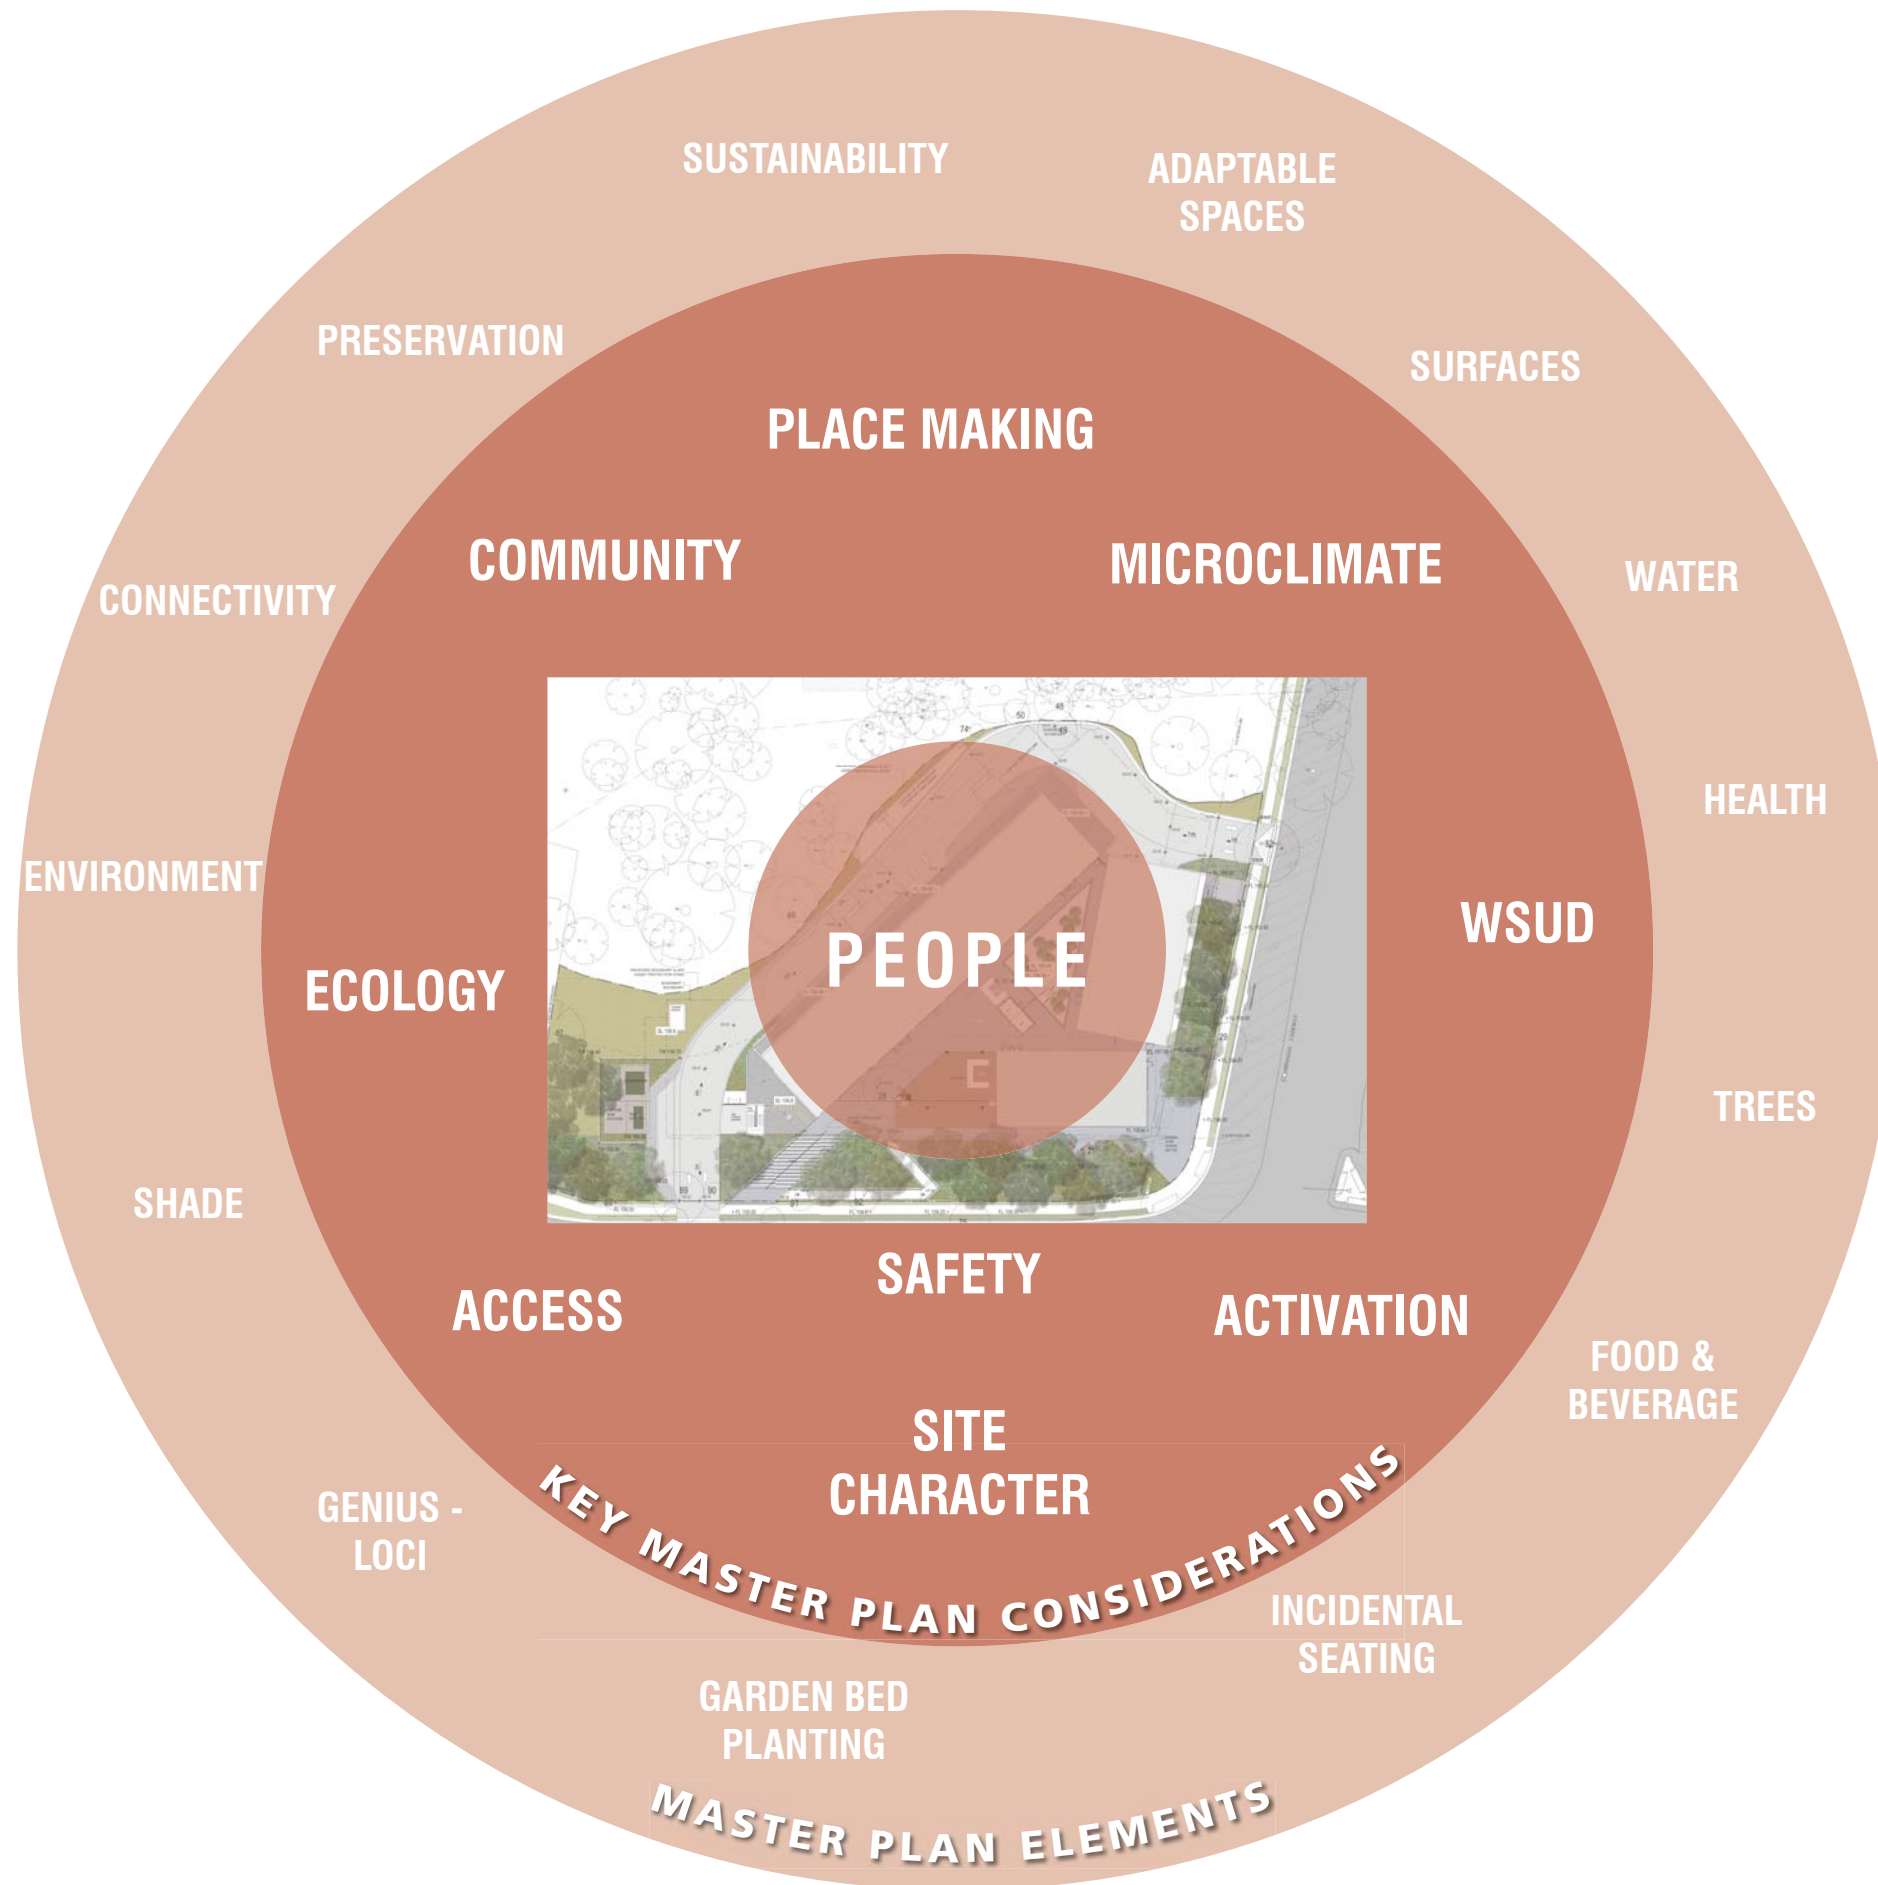 SUSTAINABILITY
ADAPTABLE
SPACES
PRESERVATION
SURFACES
PLACE MAKING
COMMUNITY
MICROCLIMATE
CONNECTIVITY
WATER
HEALTH
ENVIRONMENT
WSUD
PEOPLE
ECOLOGY
TREES
SHADE
SAFETY
ACCESS
ACTIVATION
FOOD &
BEVERAGE
SITE
CHARACTER
GENIUS -
LOCI
KEY MASTER PLAN CONSIDERATIONS
INCIDENTAL
SEATING
GARDEN BED
PLANTING
MASTER PLAN ELEMENTS